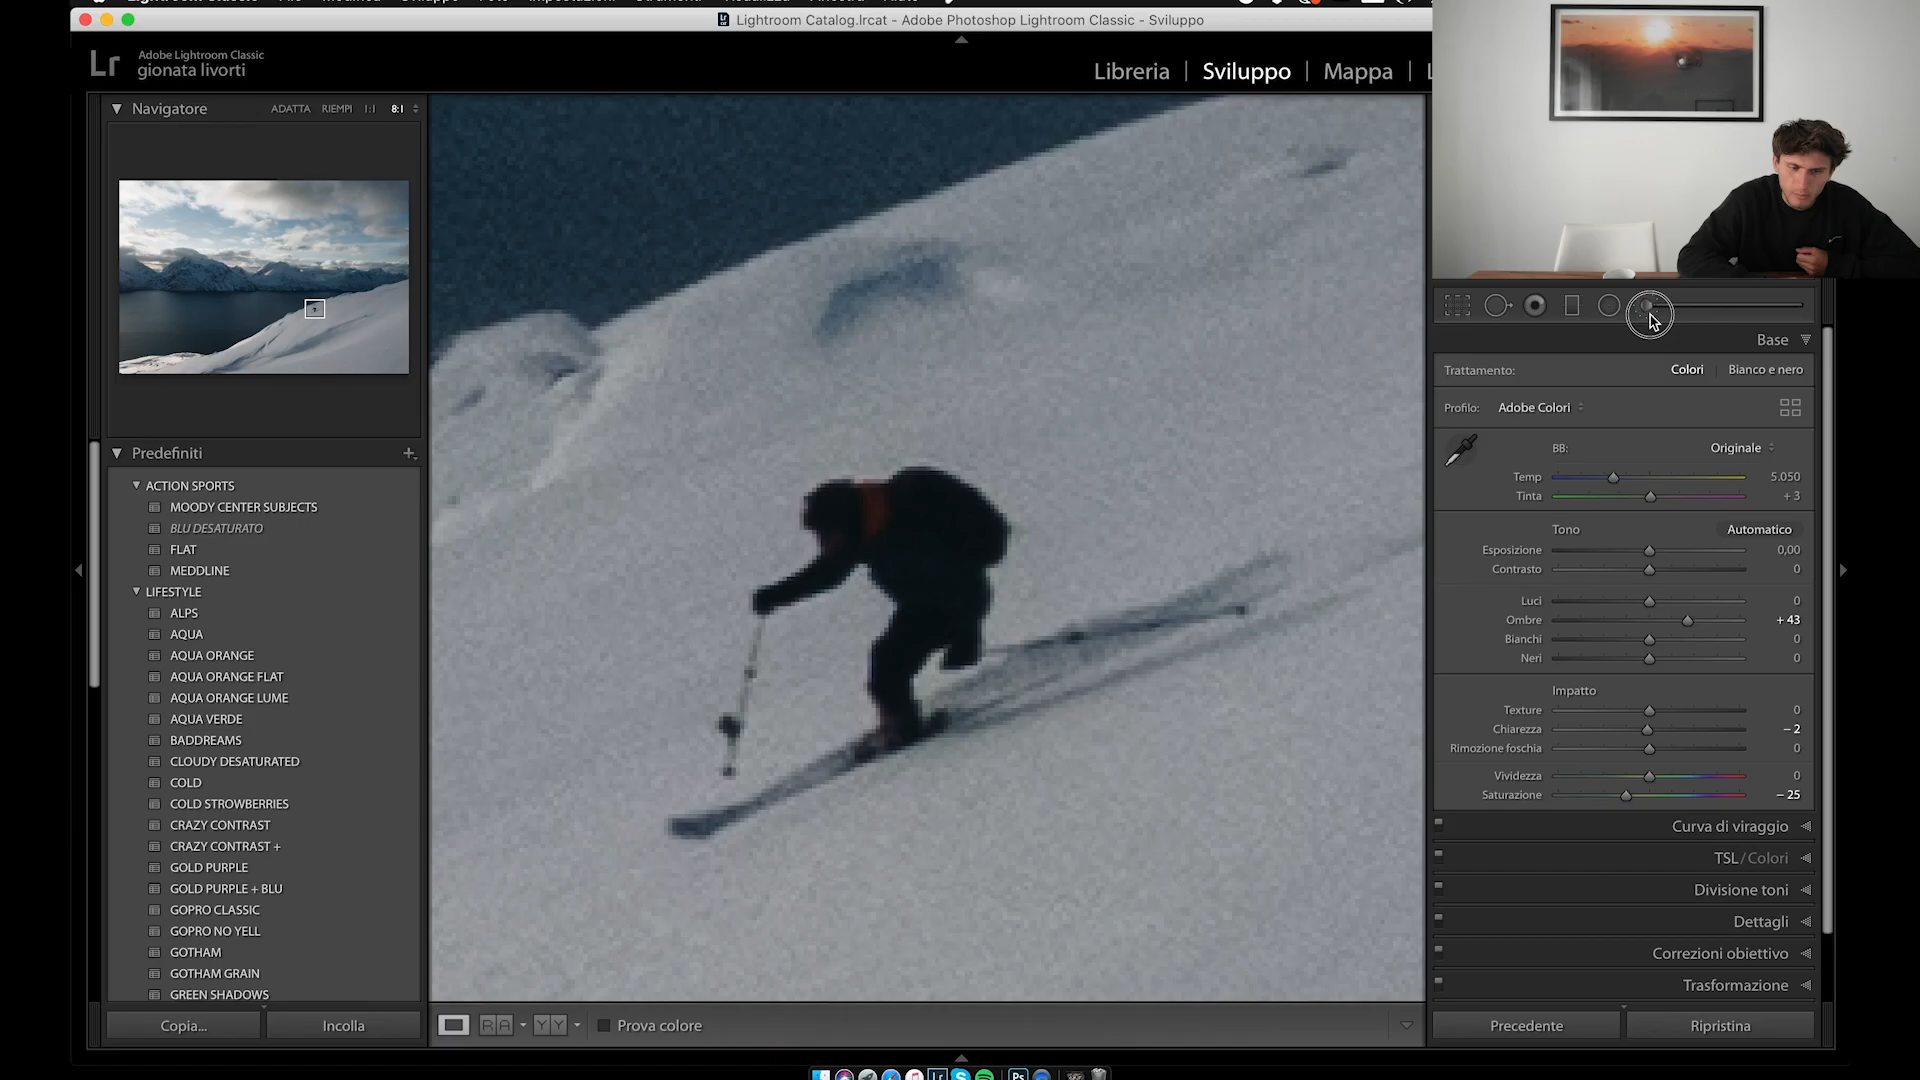 Lightroom Catalog.lrcat - Adobe Photoshop Lightroom Classic - Sviluppo
Lr
Adobe Lightroom Classic
gionata livorti
Libreria | Sviluppo | Mappa |
Navigatore ADATTA RIEMPI 1:1 8:1
Predefiniti
ACTION SPORTS
MOODY CENTER SUBJECTS
BLU DESATURATO
FLAT
MEDDLINE
LIFESTYLE
ALPS
AQUA
AQUA ORANGE
AQUA ORANGE FLAT
AQUA ORANGE LUME
AQUA VERDE
BADDREAMS
CLOUDY DESATURATED
COLD
COLD STROWBERRIES
CRAZY CONTRAST
CRAZY CONTRAST +
GOLD PURPLE
GOLD PURPLE + BLU
GOPRO CLASSIC
GOPRO NO YELL
GOTHAM
GOTHAM GRAIN
GREEN SHADOWS
Copia... Incolla
R A Y Y Prova colore
Base
Trattamento: Colori | Bianco e nero
Profilo: Adobe Colori
BB: Originale
Temp 5.050
Tinta + 3
Tono Automatico
Esposizione 0,00
Contrasto 0
Luci 0
Ombre + 43
Bianchi 0
Neri 0
Impatto
Texture 0
Chiarezza − 2
Rimozione foschia 0
Vividezza 0
Saturazione − 25
Curva di viraggio
TSL / Colori
Divisione toni
Dettagli
Correzioni obiettivo
Trasformazione
Precedente Ripristina
Lr
Ps